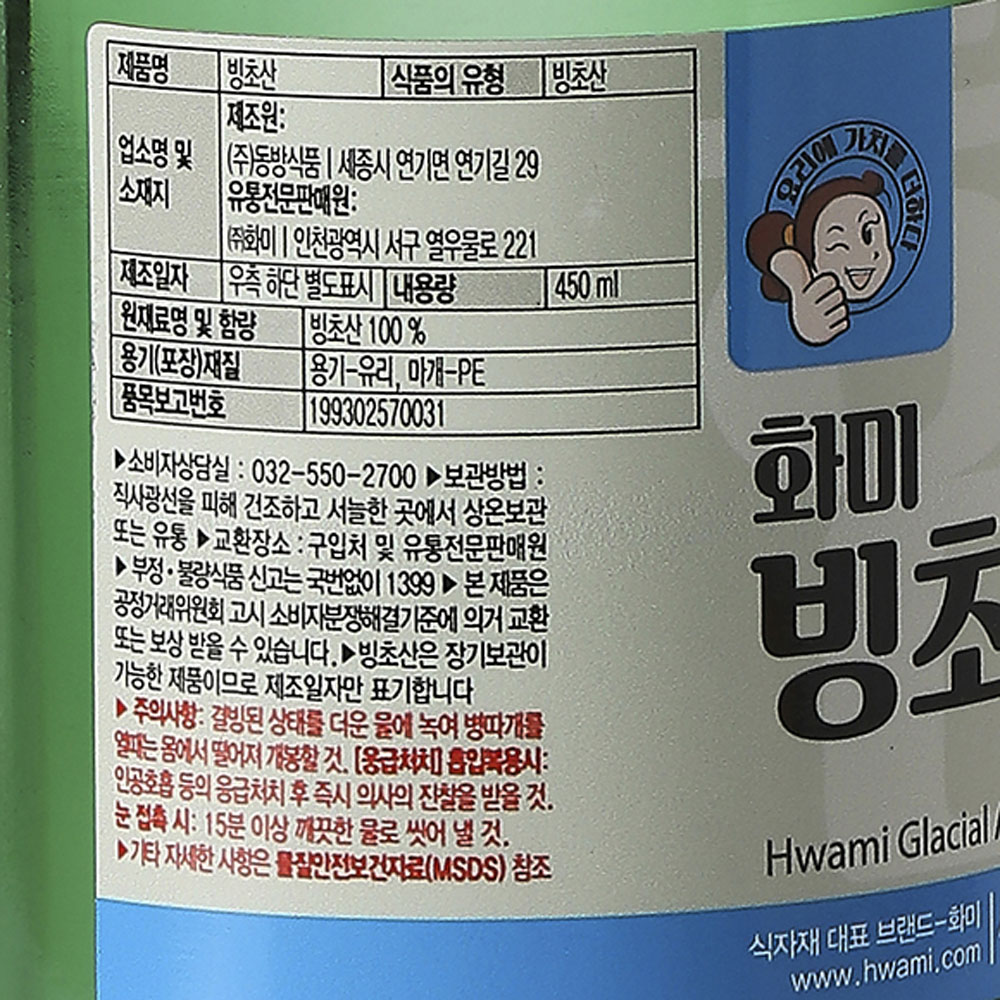 제품명 빙초산 식품의 유형 빙초산
업소명 및 소재지
제조원:
(주)동방식품 | 세종시 연기면 연기길 29
유통전문판매원:
㈜화미 | 인천광역시 서구 열우물로 221
제조일자 우측 하단 별도표시 내용량 450 ml
원재료명 및 함량 빙초산 100 %
용기(포장)재질 용기-유리, 마개-PE
품목보고번호 199302570031
▶소비자상담실 : 032-550-2700 ▶보관방법 :
직사광선을 피해 건조하고 서늘한 곳에서 상온보관
또는 유통 ▶교환장소 : 구입처 및 유통전문판매원
▶부정·불량식품 신고는 국번없이 1399 ▶본 제품은
공정거래위원회 고시 소비자분쟁해결기준에 의거 교환
또는 보상 받을 수 있습니다. ▶빙초산은 장기보관이
가능한 제품이므로 제조일자만 표기합니다
▶주의사항: 결빙된 상태를 더운 물에 녹여 병따개를
열때는 몸에서 떨어져 개봉할 것. [응급처치] 흡입복용시:
인공호흡 등의 응급처치 후 즉시 의사의 진찰을 받을 것.
눈 접촉 시: 15분 이상 깨끗한 물로 씻어 낼 것.
▶기타 자세한 사항은 물질안전보건자료(MSDS) 참조
요리에 가치를 더하다
화미
빙초
Hwami Glacial
식자재 대표 브랜드-화미
www.hwami.com